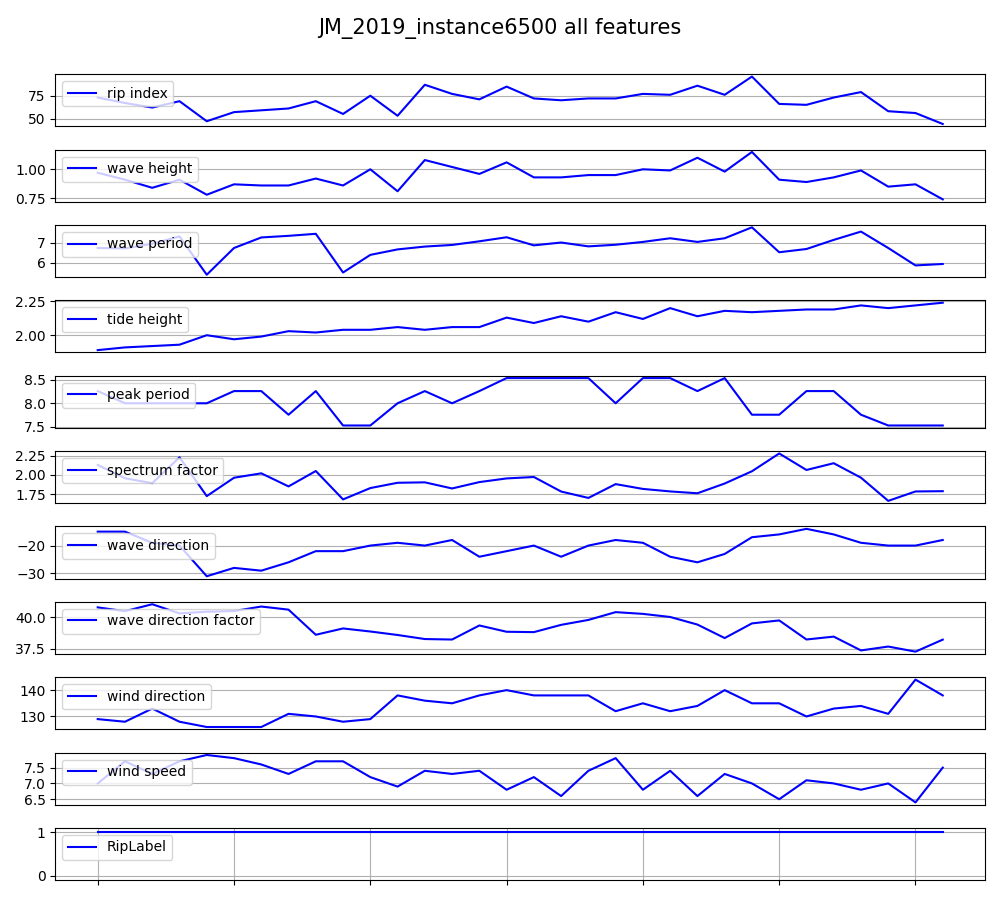 JM_2019_instance6500 all features
75
50
rip index
1.00
0.75
wave height
7
6
wave period
2.25
2.00
tide height
8.5
8.0
7.5
peak period
2.25
2.00
1.75
spectrum factor
−20
−30
wave direction
40.0
37.5
wave direction factor
140
130
wind direction
7.5
7.0
6.5
wind speed
1
0
RipLabel